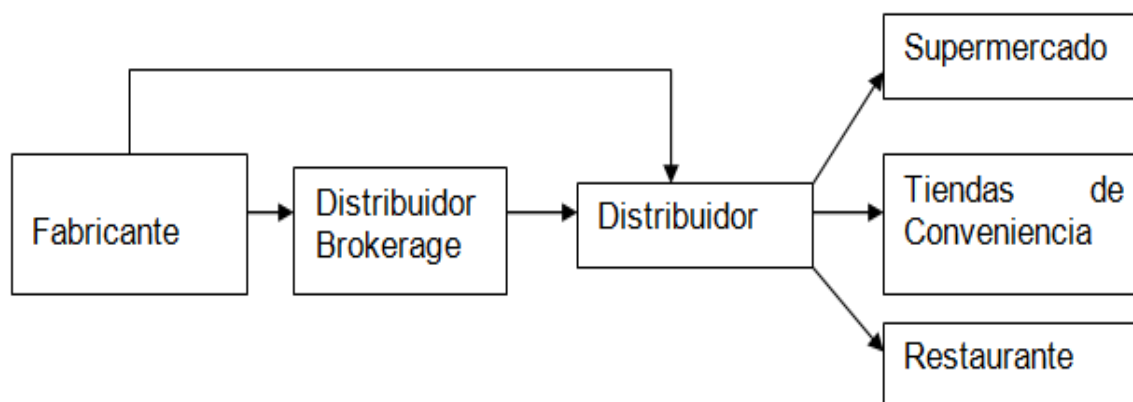 Supermercado
Fabricante
Distribuidor
Brokerage
Distribuidor
Tiendas de
Conveniencia
Restaurante